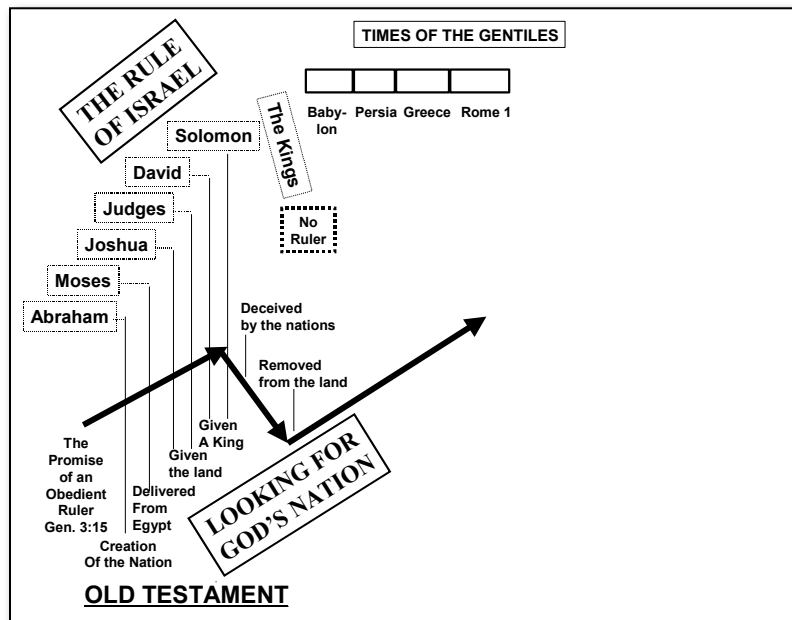 TIMES OF THE GENTILES
THE RULE
OF ISRAEL
Baby-
lon
Persia
Greece
Rome 1
The Kings
Solomon
David
Judges
Joshua
Moses
Abraham
No
Ruler
Deceived
by the nations
Removed
from the land
The
Promise
of an
Obedient
Ruler
Gen. 3:15
Creation
Of the Nation
Delivered
From
Egypt
Given
the land
Given
A King
LOOKING FOR
GOD'S NATION
OLD TESTAMENT